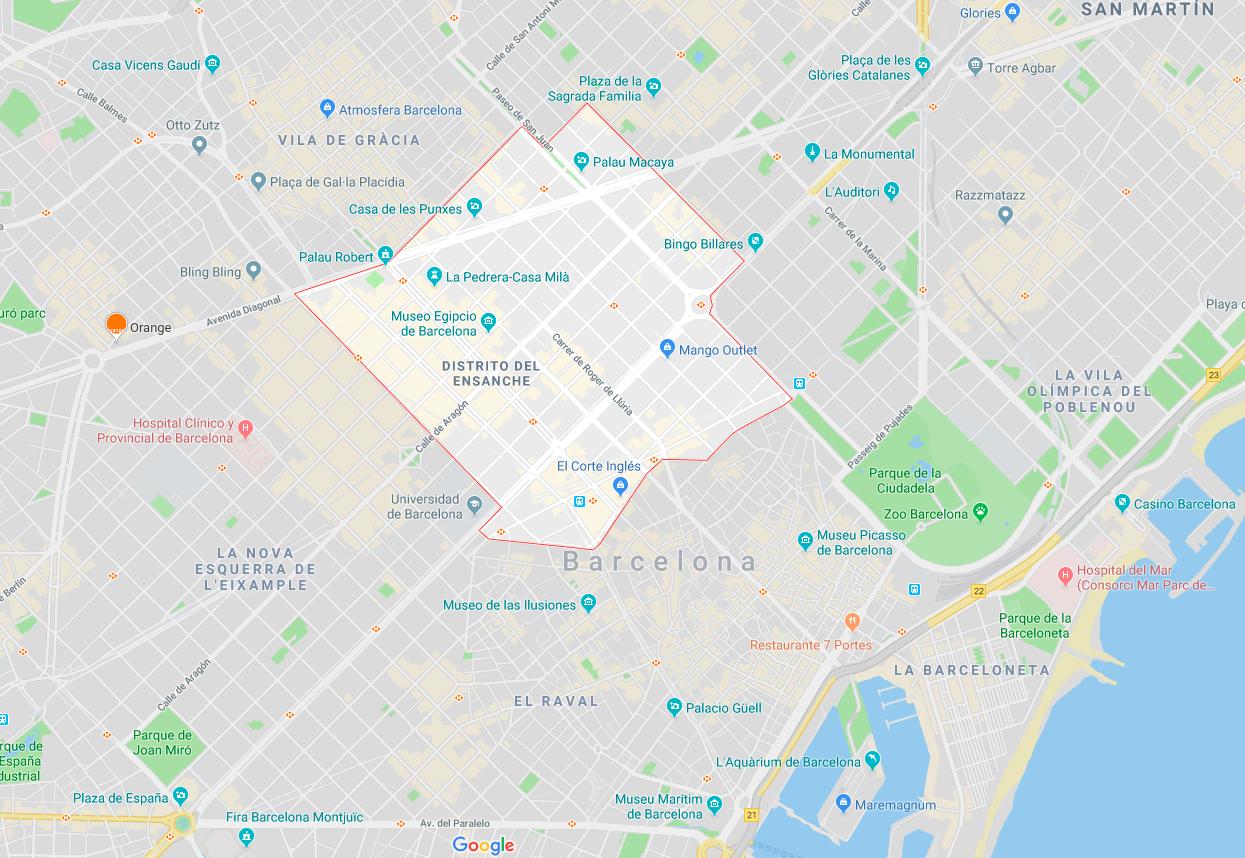 SAN MARTÍN
Glories
Calle de San Antoni M
Casa Vicens Gaudí
Plaça de les
Glòries Catalanes
Torre Agbar
Plaza de la
Sagrada Familia
Calle Balmes
Paseo de San Juan
Atmosfera Barcelona
Otto Zutz
VILA DE GRÀCIA
Palau Macaya
La Monumental
Plaça de Gal·la Placídia
L'Auditori
Razzmatazz
Casa de les Punxes
Carrer de la Marina
Bingo Billares
Palau Robert
Bling Bling
La Pedrera-Casa Milà
Avenida Diagonal
uró parc
Playa d
Orange
Museo Egipcio
de Barcelona
Mango Outlet
Carrer de Roger de Llúria
DISTRITO DEL
ENSANCHE
LA VILA
OLÍMPICA DEL
POBLENOU
23
Calle de Aragón
Passeig de Pujades
Hospital Clínico y
Provincial de Barcelona
H
El Corte Inglés
Parque de la
Ciudadela
Universidad
de Barcelona
Zoo Barcelona
Casino Barcelona
Museu Picasso
de Barcelona
Barcelona
LA NOVA
ESQUERRA DE
L'EIXAMPLE
e Berlín
H
Hospital del Mar
(Consorci Mar Parc de...
22
Museo de las Ilusiones
Parque de la
Barceloneta
Restaurante 7 Portes
LA BARCELONETA
Calle de Aragón
EL RAVAL
Palacio Güell
Parque de
Joan Miró
rque de
España
dustrial
L'Aquàrium de Barcelona
Plaza de España
Museu Marítim
de Barcelona
Maremagnum
21
Fira Barcelona Montjuïc
Av. del Paralelo
Google